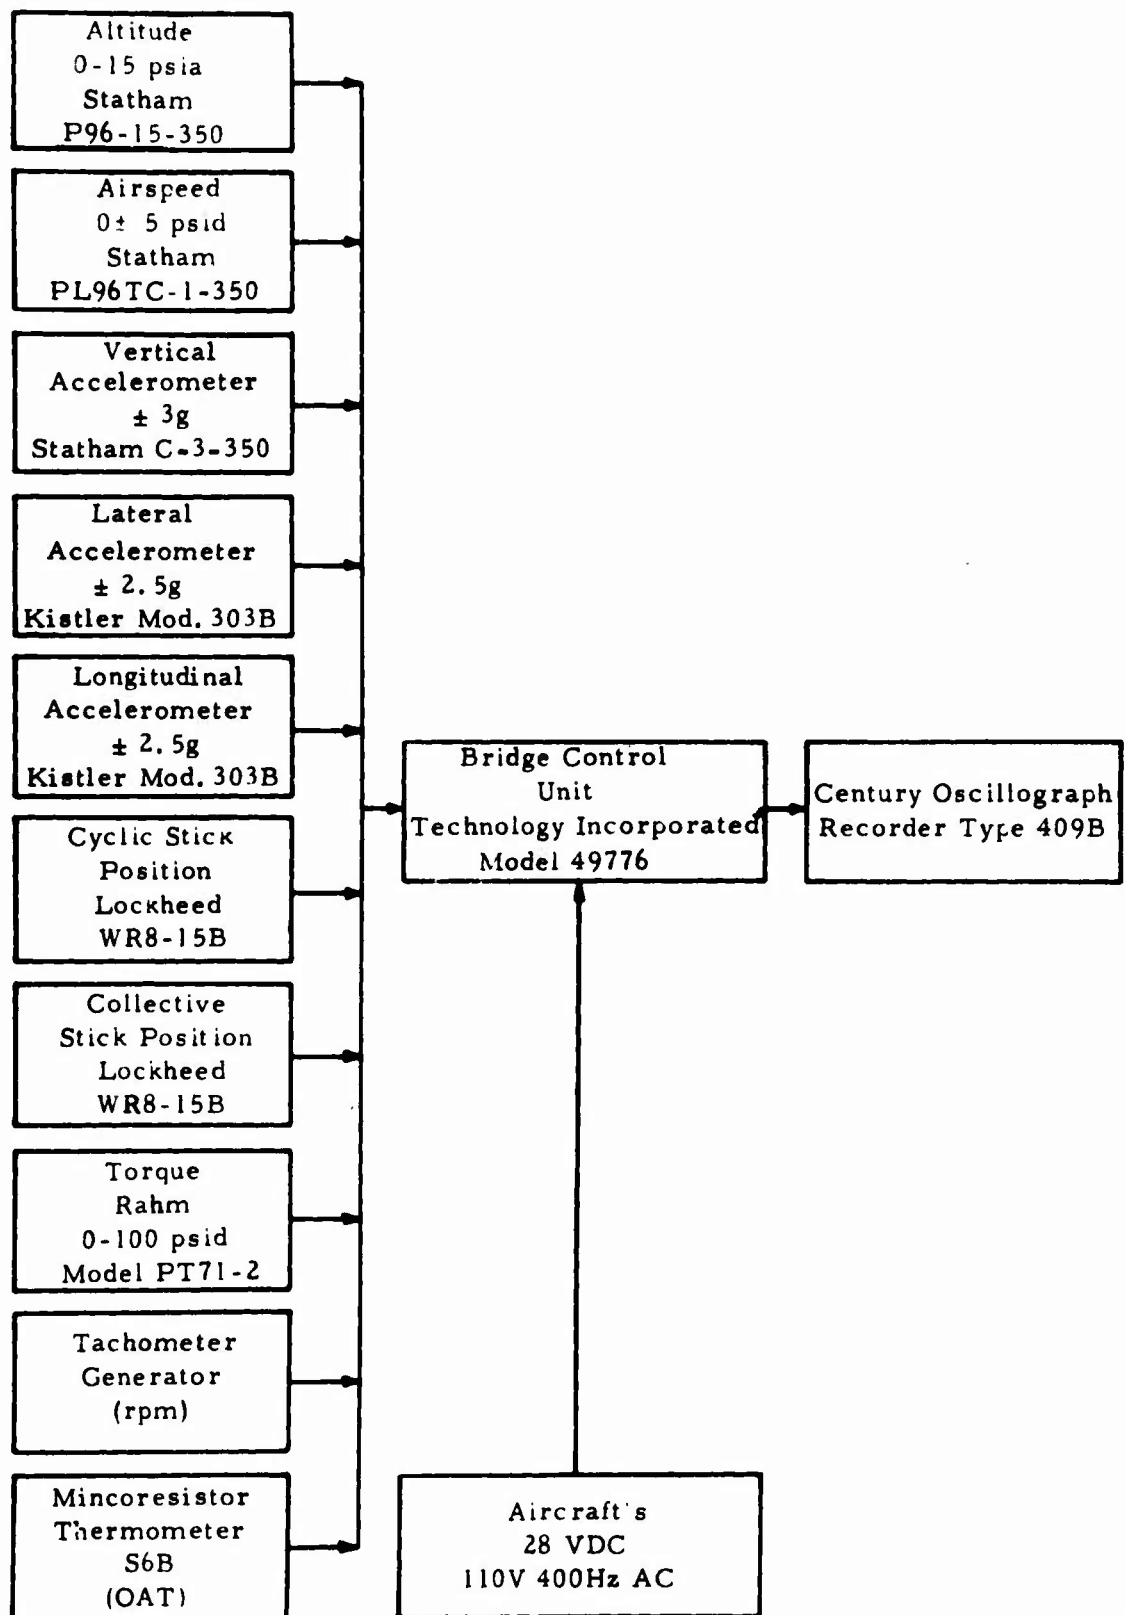 Altitude
0-15 psia
Statham
P96-15-350
Airspeed
0± 5 psid
Statham
PL96TC-1-350
Vertical
Accelerometer
± 3g
Statham C-3-350
Lateral
Accelerometer
± 2.5g
Kistler Mod. 303B
Longitudinal
Accelerometer
± 2.5g
Kistler Mod. 303B
Cyclic Stick
Position
Lockheed
WR8-15B
Collective
Stick Position
Lockheed
WR8-15B
Torque
Rahm
0-100 psid
Model PT71-2
Tachometer
Generator
(rpm)
Mincoresistor
Thermometer
S6B
(OAT)
Bridge Control
Unit
Technology Incorporated
Model 49776
Century Oscillograph
Recorder Type 409B
Aircraft's
28 VDC
110V 400Hz AC